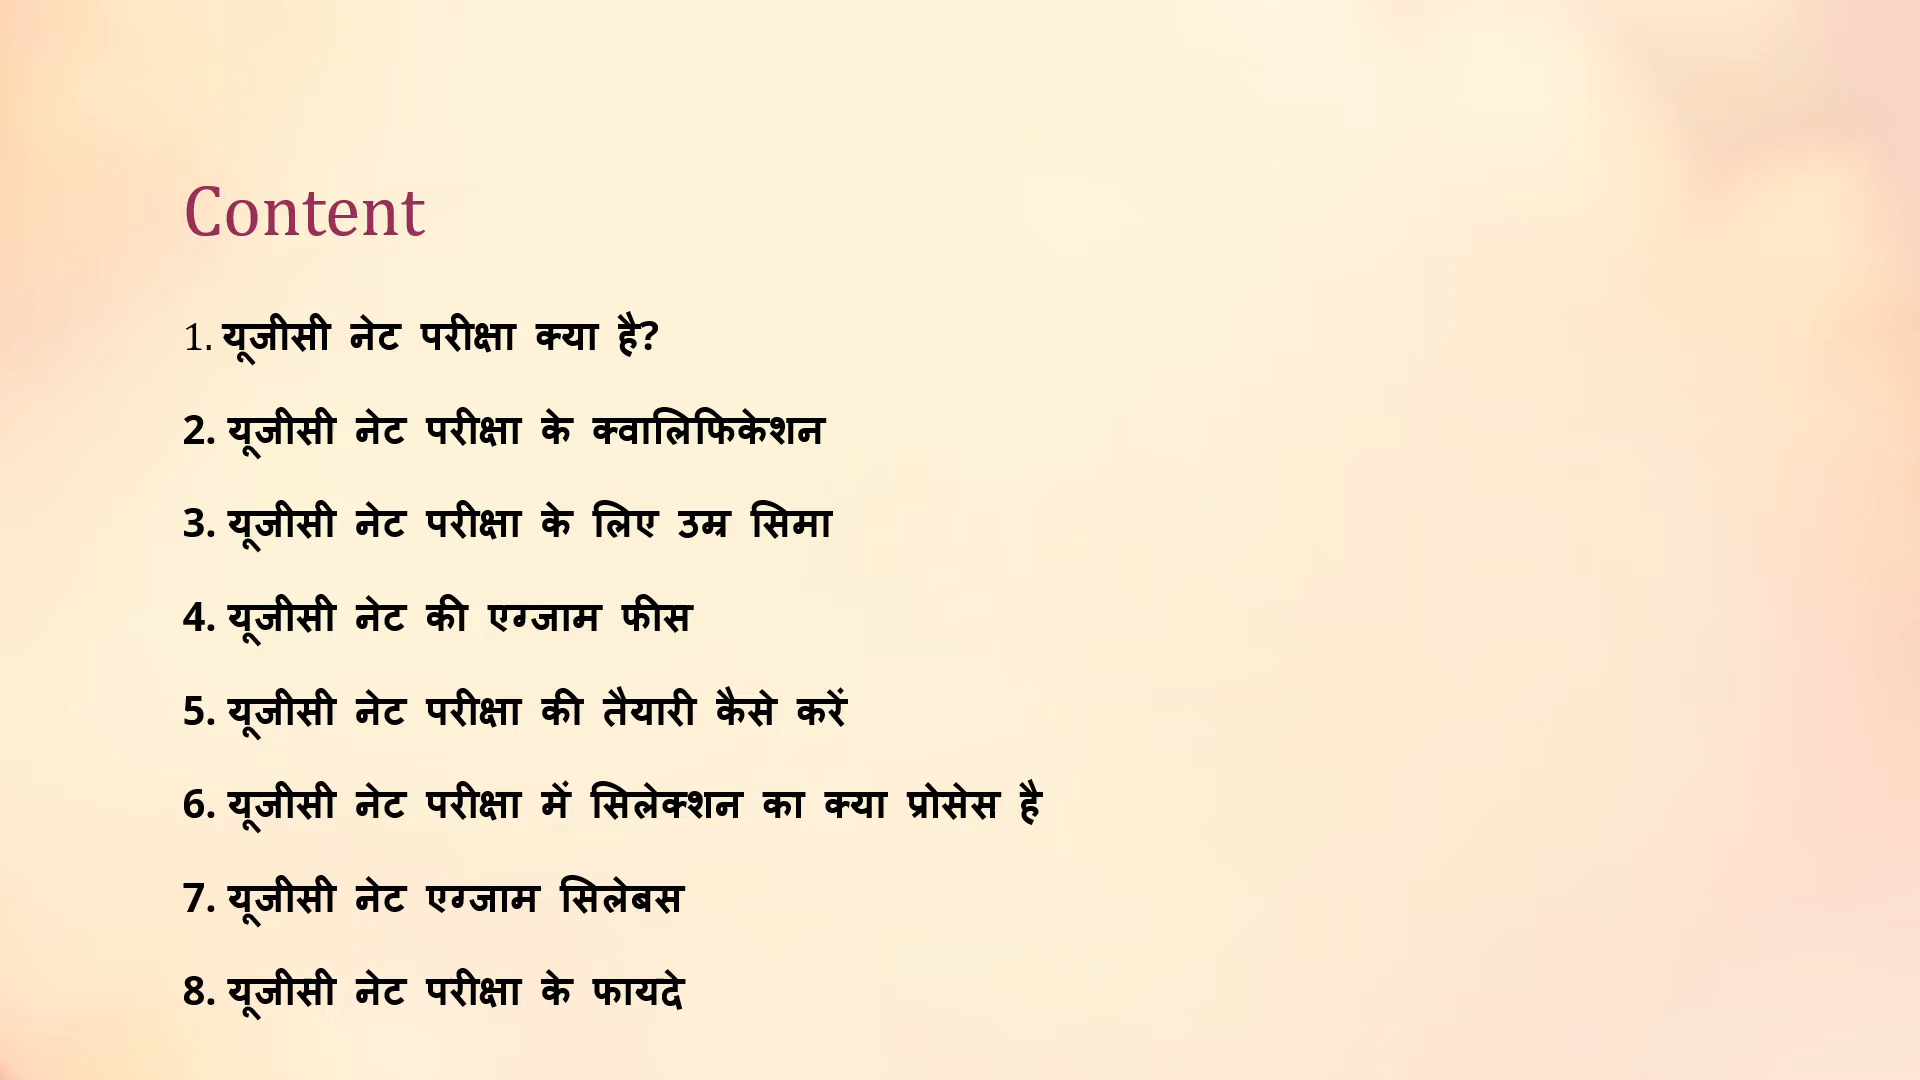 Content
1. यूजीसी नेट परीक्षा क्या है?
2. यूजीसी नेट परीक्षा के क्वालिफिकेशन
3. यूजीसी नेट परीक्षा के लिए उम्र सिमा
4. यूजीसी नेट की एग्जाम फीस
5. यूजीसी नेट परीक्षा की तैयारी कैसे करें
6. यूजीसी नेट परीक्षा में सिलेक्शन का क्या प्रोसेस है
7. यूजीसी नेट एग्जाम सिलेबस
8. यूजीसी नेट परीक्षा के फायदे